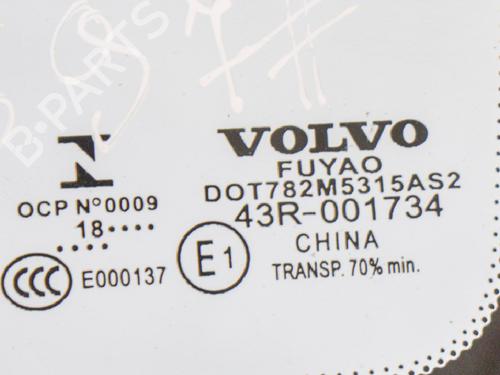 VOLVO
FUYAO
DOT782M5315AS2
43R-001734
CHINA
TRANSP. 70% min.
E1
N
OCP N°0009
18••••
••••
CCC E000137
B-PARTS